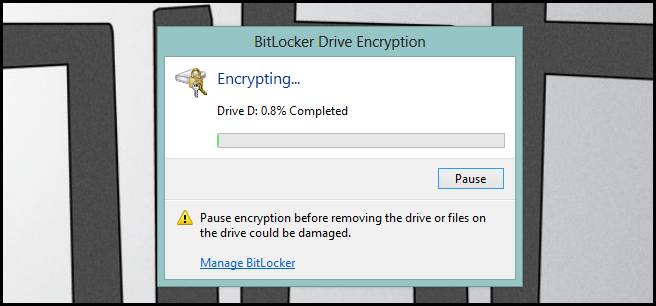 BitLocker Drive Encryption
Encrypting...
Drive D: 0.8% Completed
Pause
Pause encryption before removing the drive or files on
the drive could be damaged.
Manage BitLocker